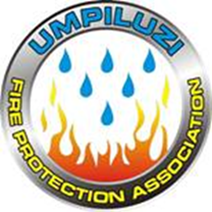 UMPILUZI
FIRE PROTECTION ASSOCIATION